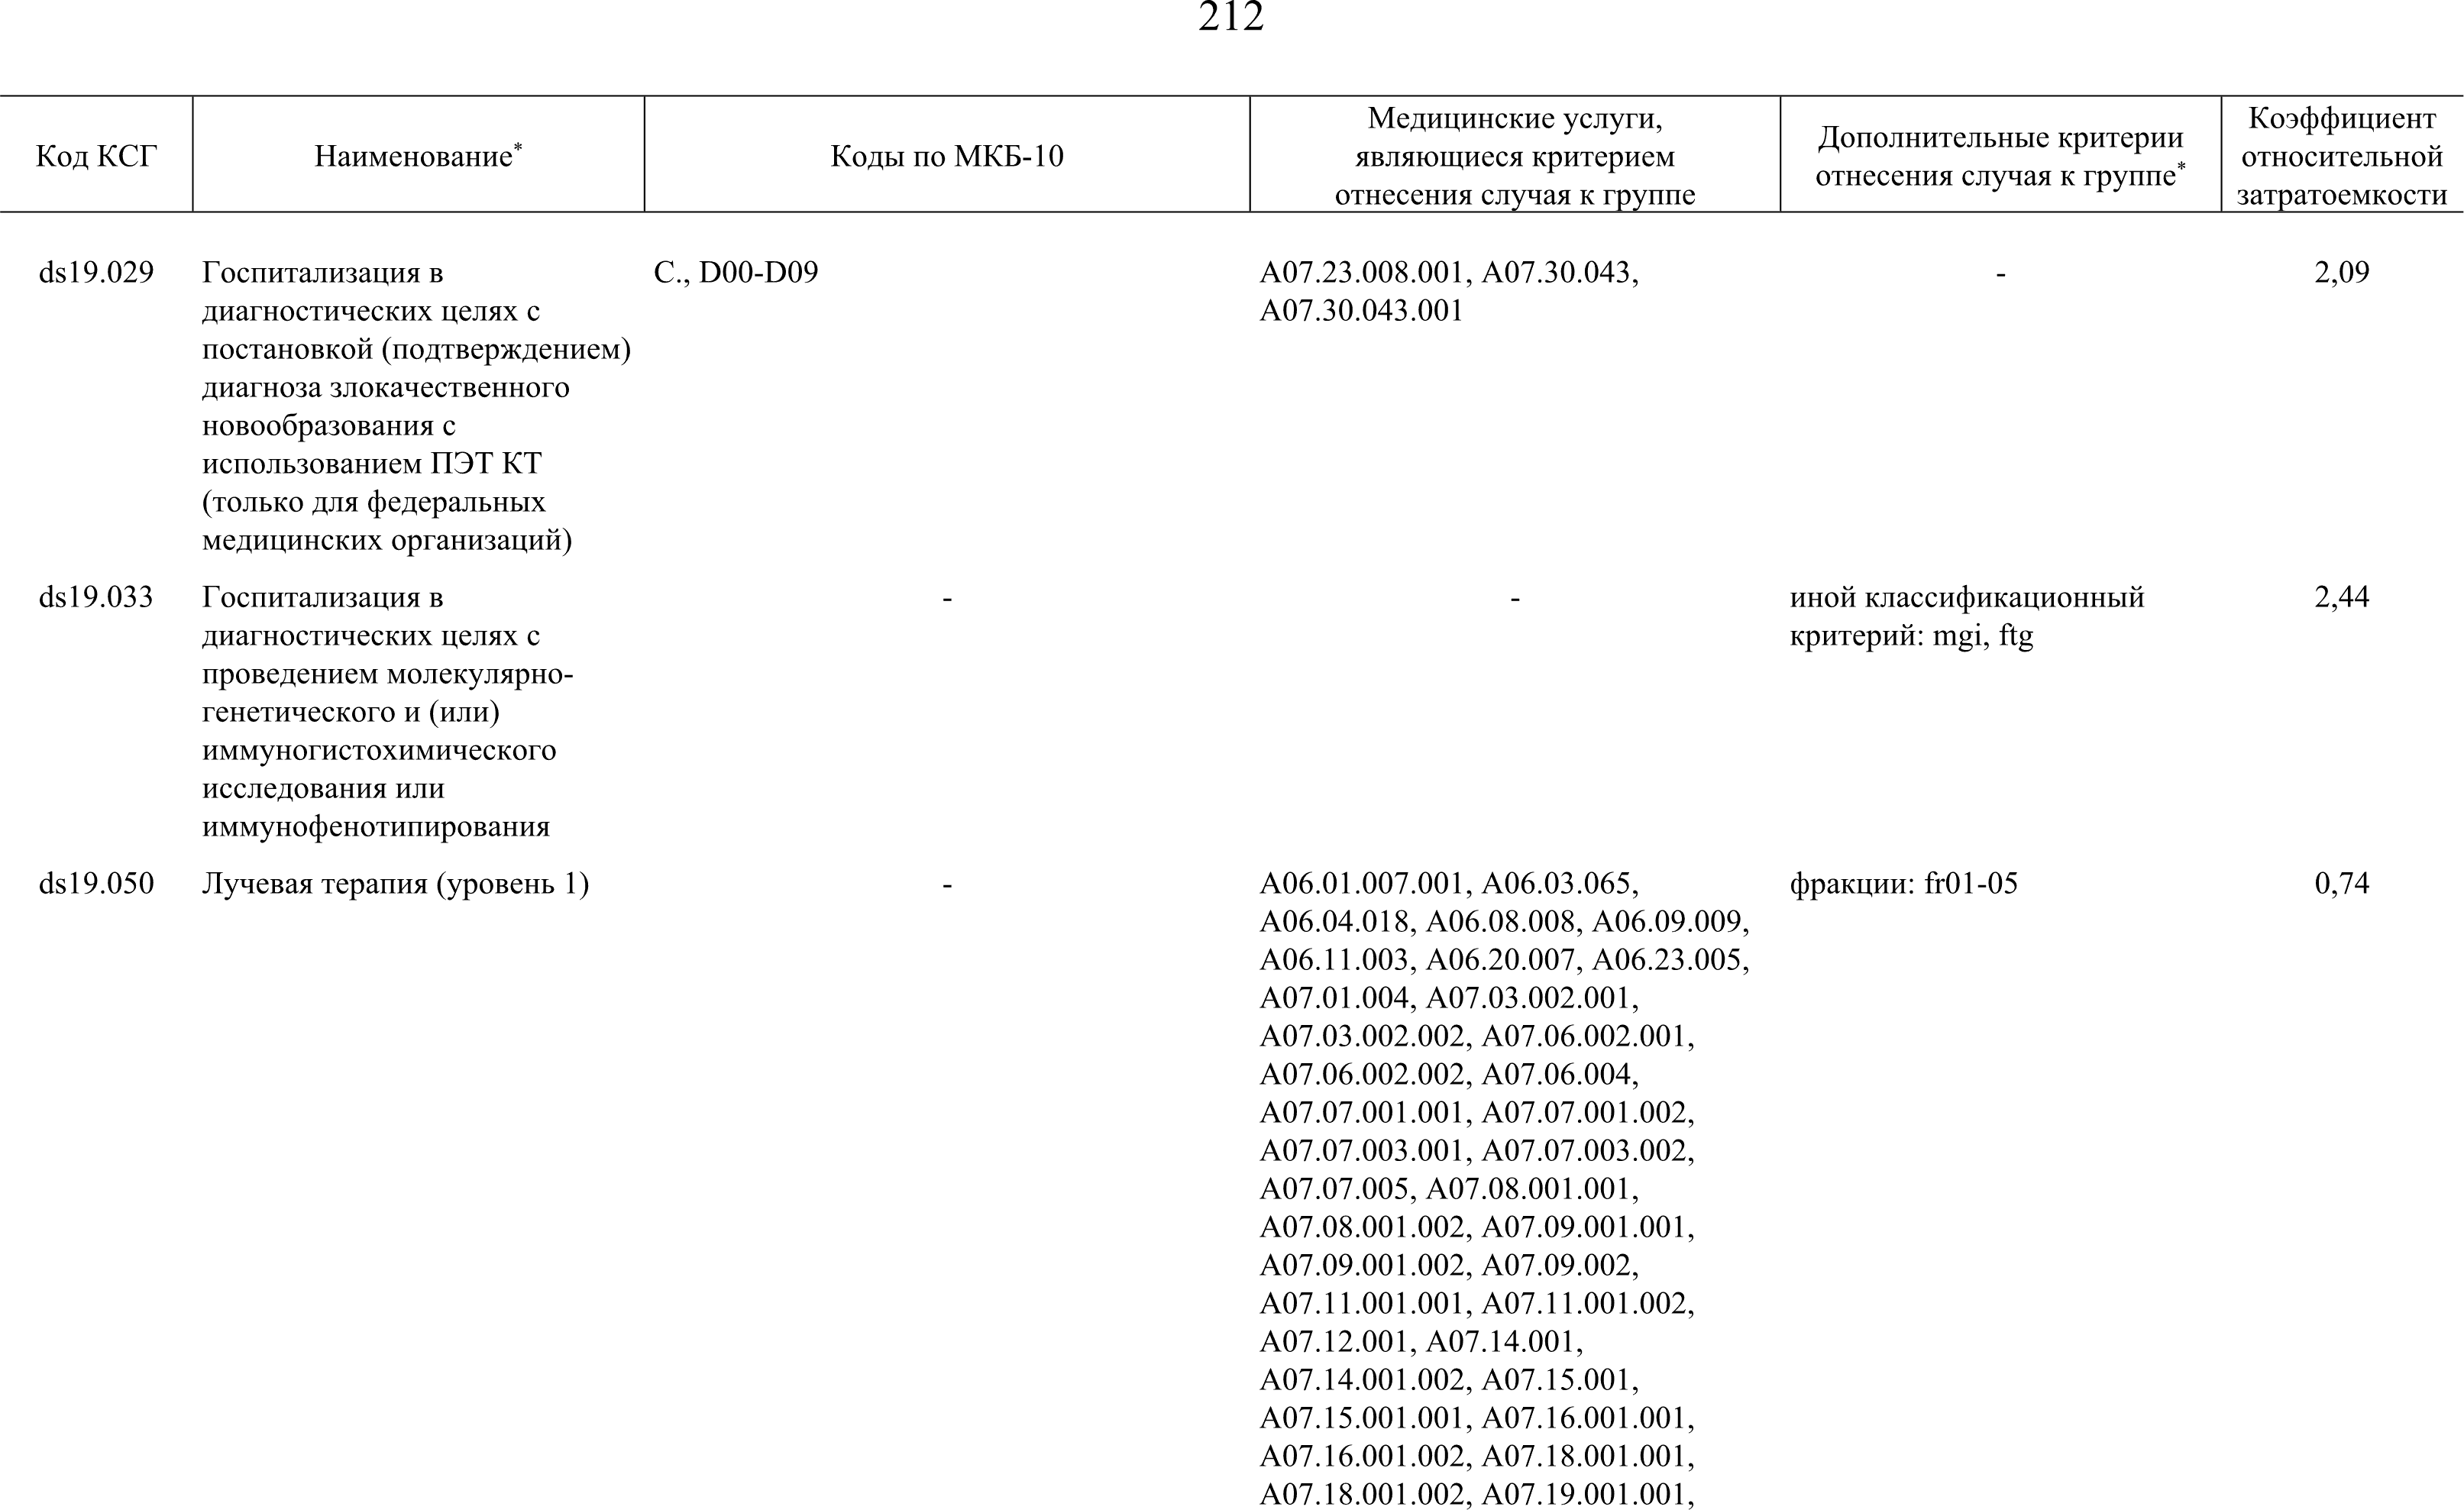 212
Код КСГ
Наименование*
Коды по МКБ-10
Медицинские услуги,
являющиеся критерием
отнесения случая к группе
Дополнительные критерии
отнесения случая к группе*
Коэффициент
относительной
затратоемкости
ds19.029
Госпитализация в
диагностических целях с
постановкой (подтверждением)
диагноза злокачественного
новообразования с
использованием ПЭТ КТ
(только для федеральных
медицинских организаций)
C., D00-D09
A07.23.008.001, A07.30.043,
A07.30.043.001
-
2,09
ds19.033
Госпитализация в
диагностических целях с
проведением молекулярно-
генетического и (или)
иммуногистохимического
исследования или
иммунофенотипирования
-
-
иной классификационный
критерий: mgi, ftg
2,44
ds19.050
Лучевая терапия (уровень 1)
-
A06.01.007.001, A06.03.065,
A06.04.018, A06.08.008, A06.09.009,
A06.11.003, A06.20.007, A06.23.005,
A07.01.004, A07.03.002.001,
A07.03.002.002, A07.06.002.001,
A07.06.002.002, A07.06.004,
A07.07.001.001, A07.07.001.002,
A07.07.003.001, A07.07.003.002,
A07.07.005, A07.08.001.001,
A07.08.001.002, A07.09.001.001,
A07.09.001.002, A07.09.002,
A07.11.001.001, A07.11.001.002,
A07.12.001, A07.14.001,
A07.14.001.002, A07.15.001,
A07.15.001.001, A07.16.001.001,
A07.16.001.002, A07.18.001.001,
A07.18.001.002, A07.19.001.001,
фракции: fr01-05
0,74